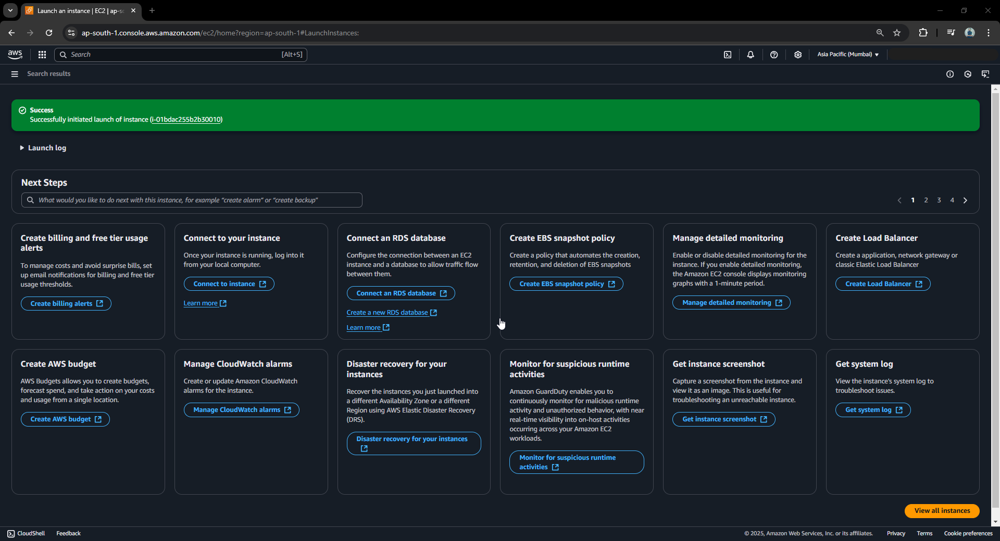 Launch an instance | EC2 | ap-sc
ap-south-1.console.aws.amazon.com/ec2/home?region=ap-south-1#LaunchInstances:
aws
Search
[Alt+S]
Asia Pacific (Mumbai)
Search results
Success
Successfully initiated launch of instance (i-01bdac255b2b30010)
Launch log
Next Steps
What would you like to do next with this instance, for example "create alarm" or "create backup"
1 2 3 4
Create billing and free tier usage
alerts
To manage costs and avoid surprise bills, set
up email notifications for billing and free tier
usage thresholds.
Create billing alerts
Connect to your instance
Once your instance is running, log into it
from your local computer.
Connect to instance
Learn more
Connect an RDS database
Configure the connection between an EC2
instance and a database to allow traffic flow
between them.
Connect an RDS database
Create a new RDS database
Learn more
Create EBS snapshot policy
Create a policy that automates the creation,
retention, and deletion of EBS snapshots
Create EBS snapshot policy
Manage detailed monitoring
Enable or disable detailed monitoring for the
instance. If you enable detailed monitoring,
the Amazon EC2 console displays monitoring
graphs with a 1-minute period.
Manage detailed monitoring
Create Load Balancer
Create a application, network gateway or
classic Elastic Load Balancer
Create Load Balancer
Create AWS budget
AWS Budgets allows you to create budgets,
forecast spend, and take action on your costs
and usage from a single location.
Create AWS budget
Manage CloudWatch alarms
Create or update Amazon CloudWatch
alarms for the instance.
Manage CloudWatch alarms
Disaster recovery for your
instances
Recover the instances you just launched into
a different Availability Zone or a different
Region using AWS Elastic Disaster Recovery
(DRS).
Disaster recovery for your instances
Monitor for suspicious runtime
activities
Amazon GuardDuty enables you to
continuously monitor for malicious runtime
activity and unauthorized behavior, with near
real-time visibility into on-host activities
occurring across your Amazon EC2
workloads.
Monitor for suspicious runtime
activities
Get instance screenshot
Capture a screenshot from the instance and
view it as an image. This is useful for
troubleshooting an unreachable instance.
Get instance screenshot
Get system log
View the instance's system log to
troubleshoot issues.
Get system log
View all instances
CloudShell
Feedback
© 2025, Amazon Web Services, Inc. or its affiliates.
Privacy
Terms
Cookie preferences